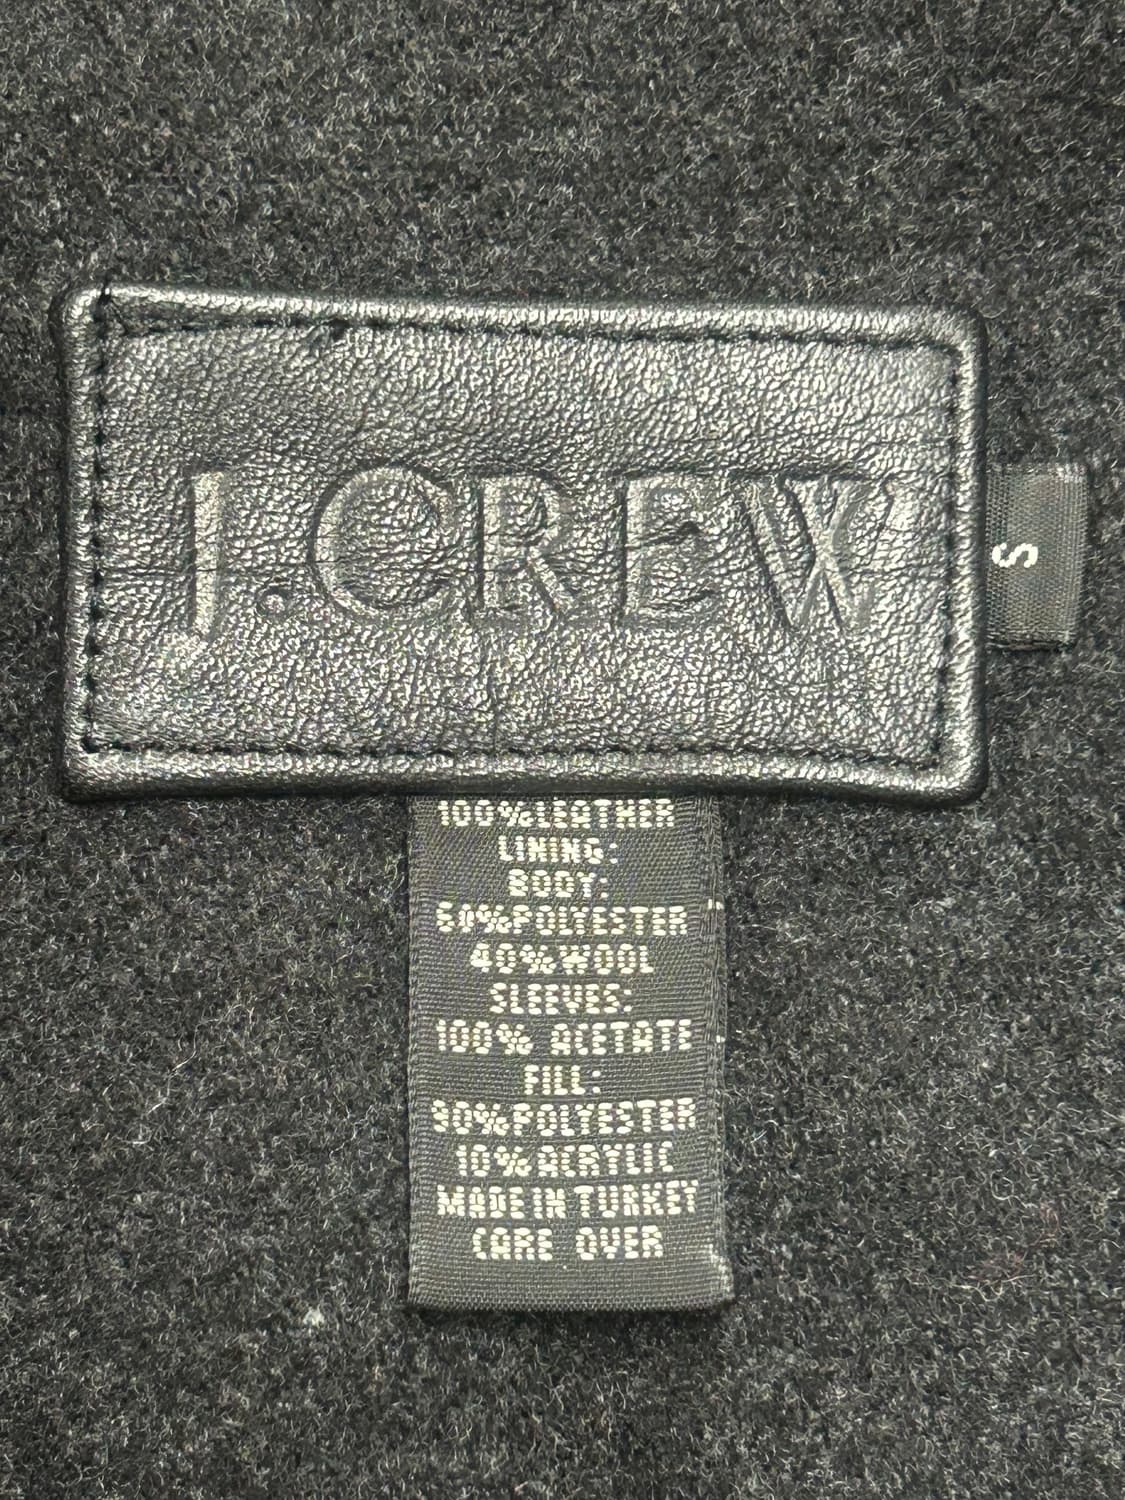 J.CREW
S
100%LEATHER
LINING:
BODY:
60%POLYESTER
40%WOOL
SLEEVES:
100% ACETATE
FILL:
90%POLYESTER
10%ACRYLIC
MADE IN TURKEY
CARE OVER